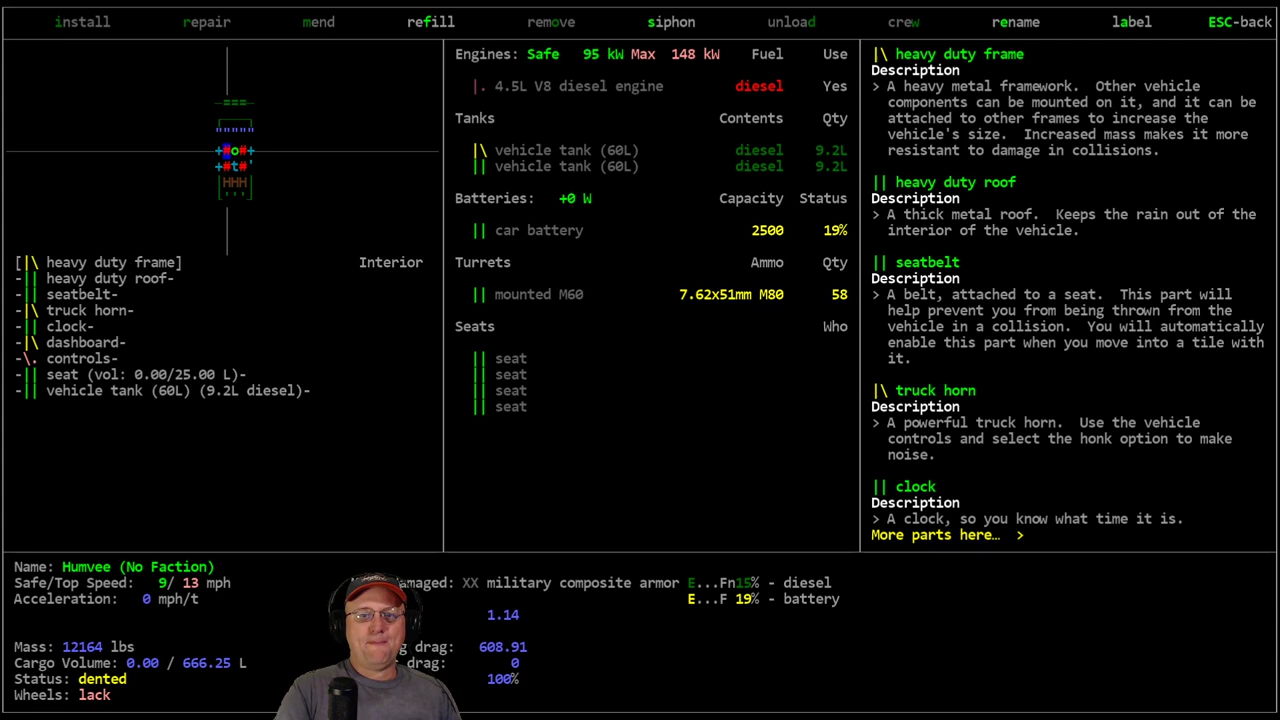 install repair mend refill remove siphon unload crew rename label ESC-back
[|\ heavy duty frame] Interior
-|| heavy duty roof-
-|| seatbelt-
-|\ truck horn-
-|| clock-
-|\ dashboard-
-\. controls-
-|| seat (vol: 0.00/25.00 L)-
-|| vehicle tank (60L) (9.2L diesel)-
Engines: Safe 95 kW Max 148 kW Fuel Use
|. 4.5L V8 diesel engine diesel Yes
Tanks Contents Qty
|\ vehicle tank (60L) diesel 9.2L
|| vehicle tank (60L) diesel 9.2L
Batteries: +0 W Capacity Status
|| car battery 2500 19%
Turrets Ammo Qty
|| mounted M60 7.62x51mm M80 58
Seats Who
|| seat
|| seat
|| seat
|| seat
|\ heavy duty frame
Description
> A heavy metal framework. Other vehicle
components can be mounted on it, and it can be
attached to other frames to increase the
vehicle's size. Increased mass makes it more
resistant to damage in collisions.
|| heavy duty roof
Description
> A thick metal roof. Keeps the rain out of the
interior of the vehicle.
|| seatbelt
Description
> A belt, attached to a seat. This part will
help prevent you from being thrown from the
vehicle in a collision. You will automatically
enable this part when you move into a tile with
it.
|\ truck horn
Description
> A powerful truck horn. Use the vehicle
controls and select the honk option to make
noise.
|| clock
Description
> A clock, so you know what time it is.
More parts here… >
Name: Humvee (No Faction)
Safe/Top Speed: 9/ 13 mph
Acceleration: 0 mph/t
Mass: 12164 lbs
Cargo Volume: 0.00 / 666.25 L
Status: dented
Wheels: lack
maged: XX military composite armor
1.14
drag: 608.91
drag: 0
100%
E...Fn15% - diesel
E...F 19% - battery